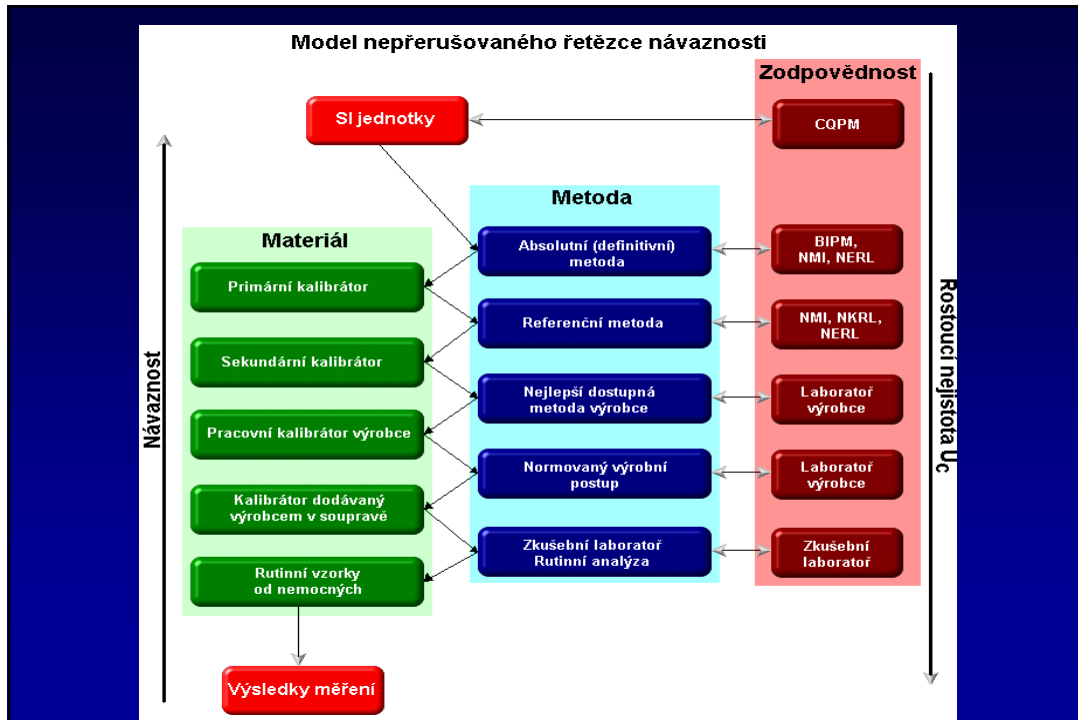 Model nepřerušovaného řetězce návaznosti
Zodpovědnost
SI jednotky
CQPM
Metoda
Materiál
Absolutní (definitivní)
metoda
BIPM,
NMI, NERL
Primární kalibrátor
Referenční metoda
NMI, NKRL,
NERL
Sekundární kalibrátor
Nejlepší dostupná
metoda výrobce
Laboratoř
výrobce
Pracovní kalibrátor výrobce
Normovaný výrobní
postup
Laboratoř
výrobce
Kalibrátor dodávaný
výrobcem v soupravě
Zkušební laboratoř
Rutinní analýza
Zkušební
laboratoř
Rutinní vzorky
od nemocných
Výsledky měření
Návaznost
Rostoucí nejistota Uc